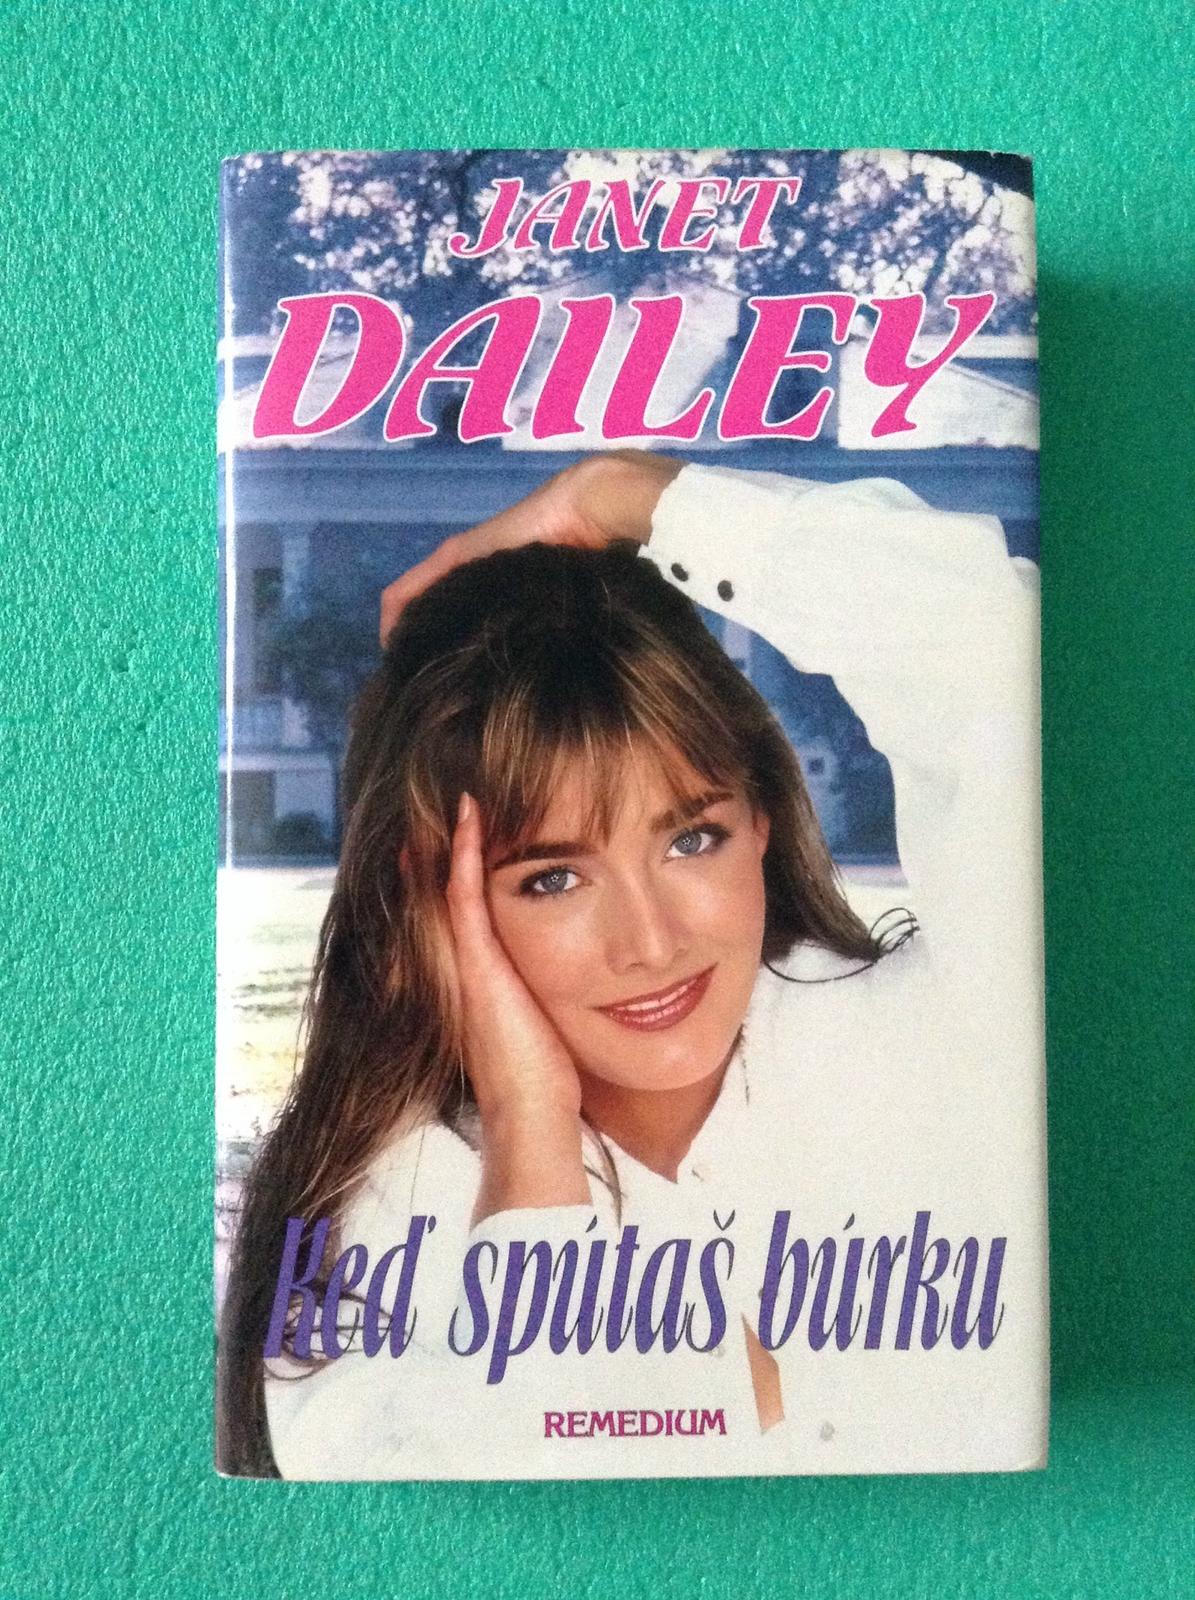 JANET
DAILEY
Keď spútaš búrku
REMEDIUM